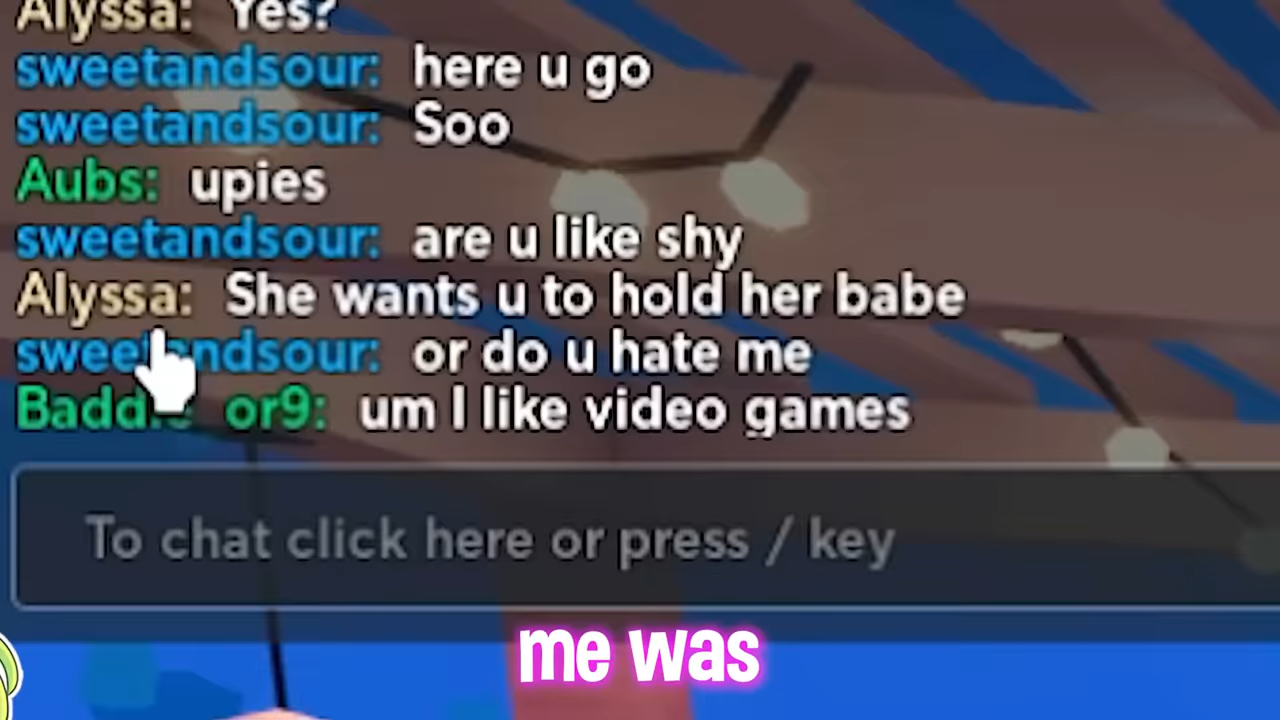 Alyssa: Yes?
sweetandsour: here u go
sweetandsour: Soo
Aubs: upies
sweetandsour: are u like shy
Alyssa: She wants u to hold her babe
sweetandsour: or do u hate me
or9: um I like video games
To chat click here or press / key
me was